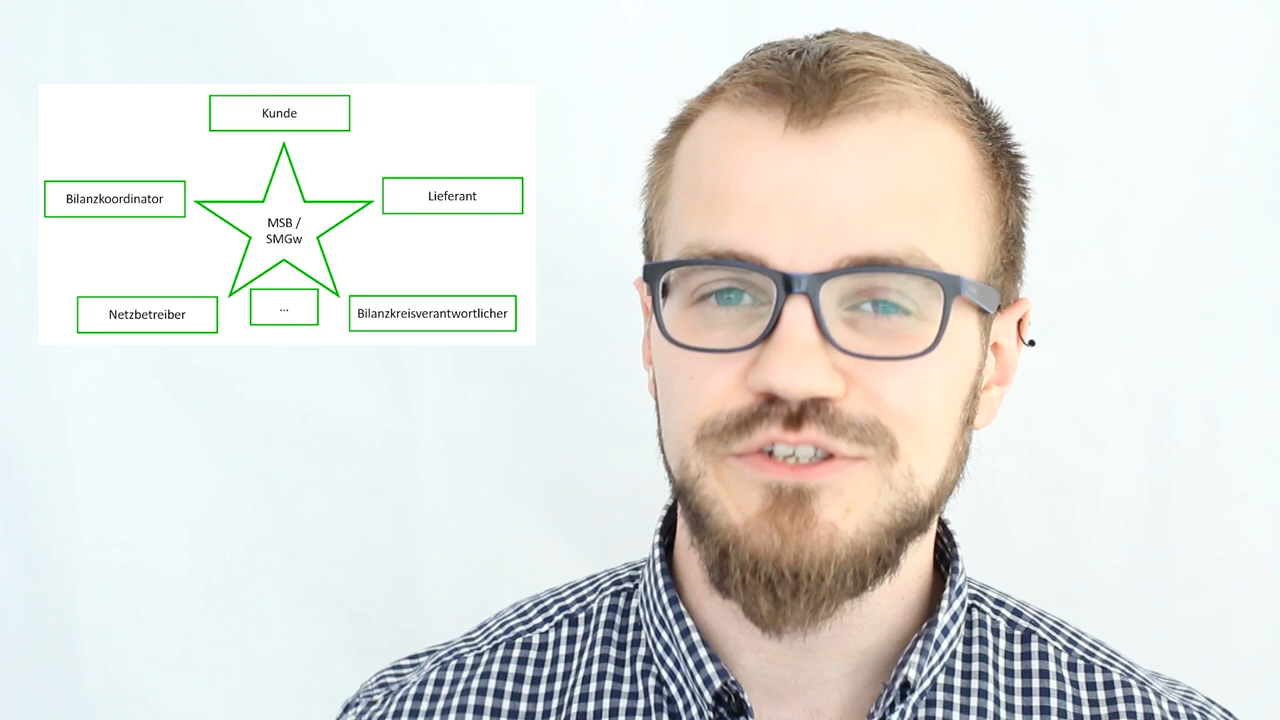 Kunde
Bilanzkoordinator
Lieferant
MSB /
SMGw
Netzbetreiber
...
Bilanzkreisverantwortlicher